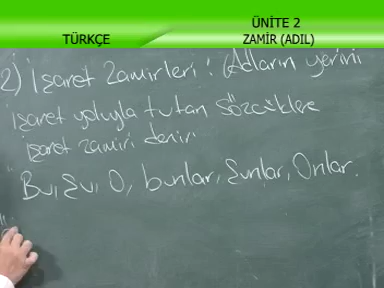 ÜNİTE 2
TÜRKÇE
ZAMİR (ADIL)
2) İşaret Zamirleri: (Adların yerini
işaret yoluyla tutan sözcüklere
işaret zamiri denir.
"Bu, Şu, O, bunlar, Şunlar, Onlar.